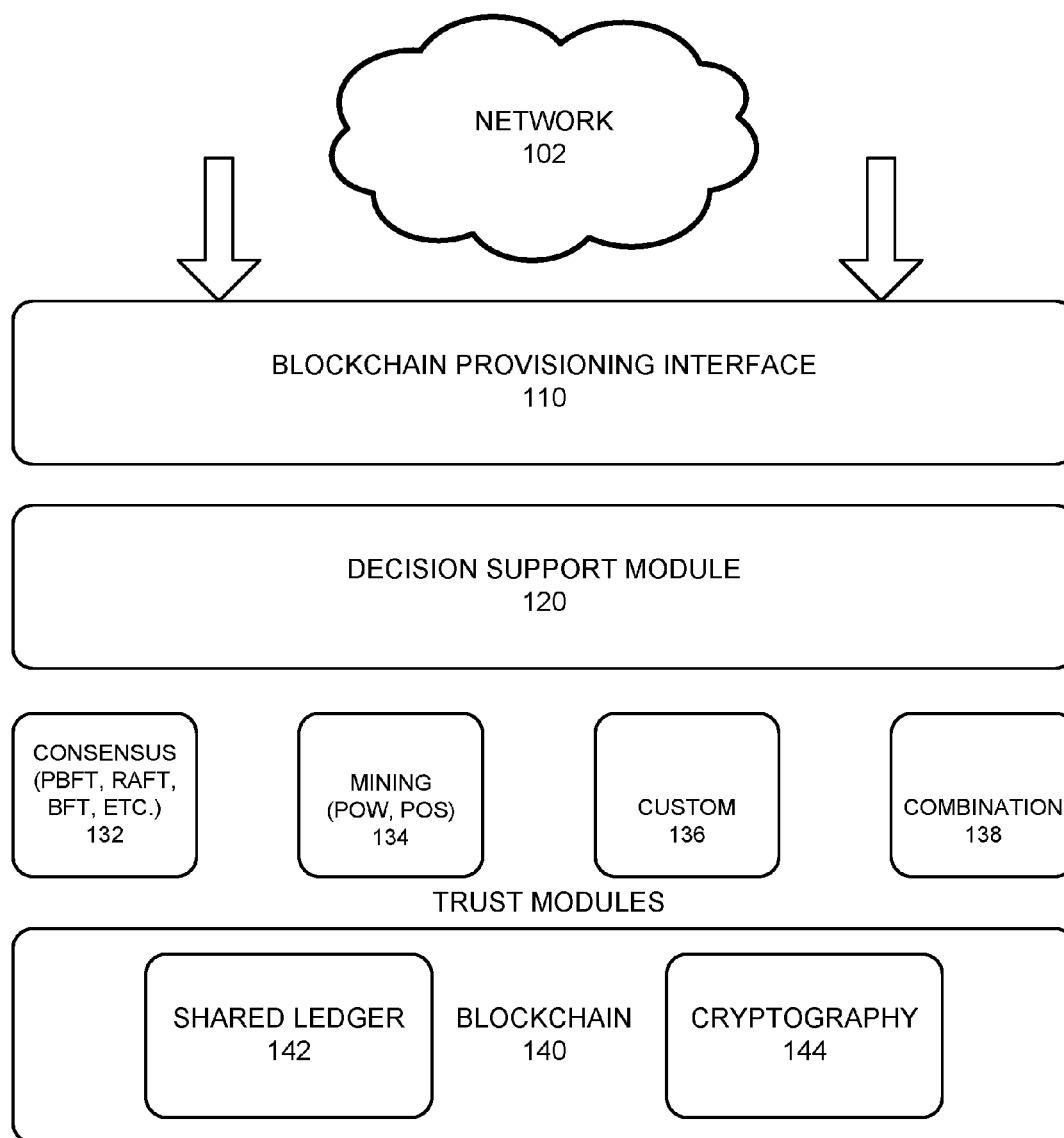 NETWORK
102
BLOCKCHAIN PROVISIONING INTERFACE
110
DECISION SUPPORT MODULE
120
CONSENSUS
(PBFT, RAFT,
BFT, ETC.)
132
MINING
(POW, POS)
134
CUSTOM
136
COMBINATION
138
TRUST MODULES
SHARED LEDGER
142
BLOCKCHAIN
140
CRYPTOGRAPHY
144